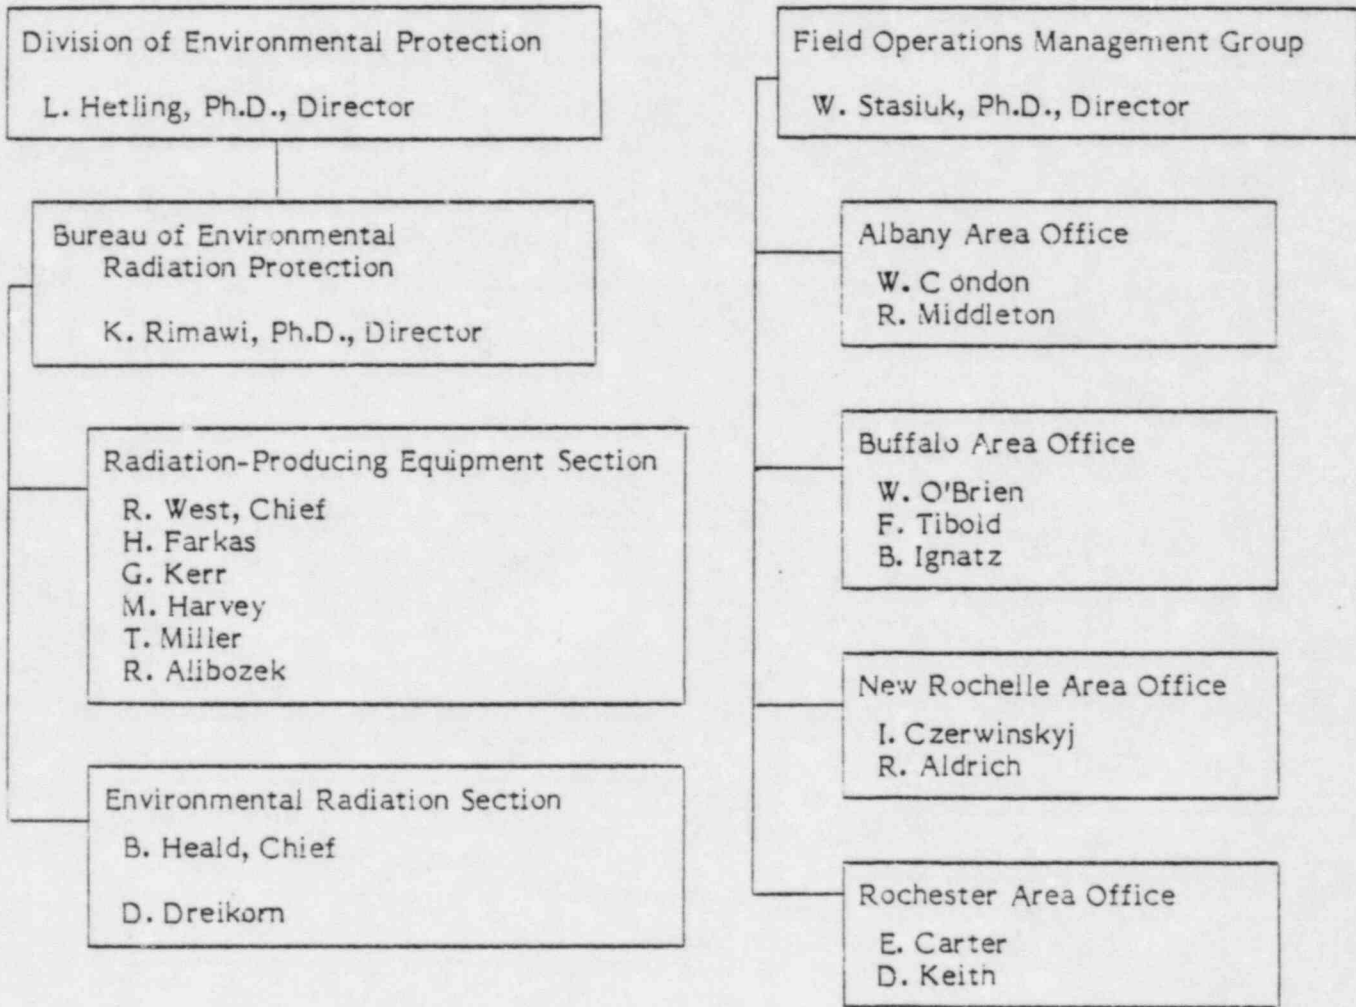 Division of Environmental Protection
L. Hetling, Ph.D., Director
Bureau of Environmental
Radiation Protection
K. Rimawi, Ph.D., Director
Radiation-Producing Equipment Section
R. West, Chief
H. Farkas
G. Kerr
M. Harvey
T. Miller
R. Alibozek
Environmental Radiation Section
B. Heald, Chief
D. Dreikorn
Field Operations Management Group
W. Stasiuk, Ph.D., Director
Albany Area Office
W. Condon
R. Middleton
Buffalo Area Office
W. O'Brien
F. Tiboid
B. Ignatz
New Rochelle Area Office
I. Czerwinskyj
R. Aldrich
Rochester Area Office
E. Carter
D. Keith